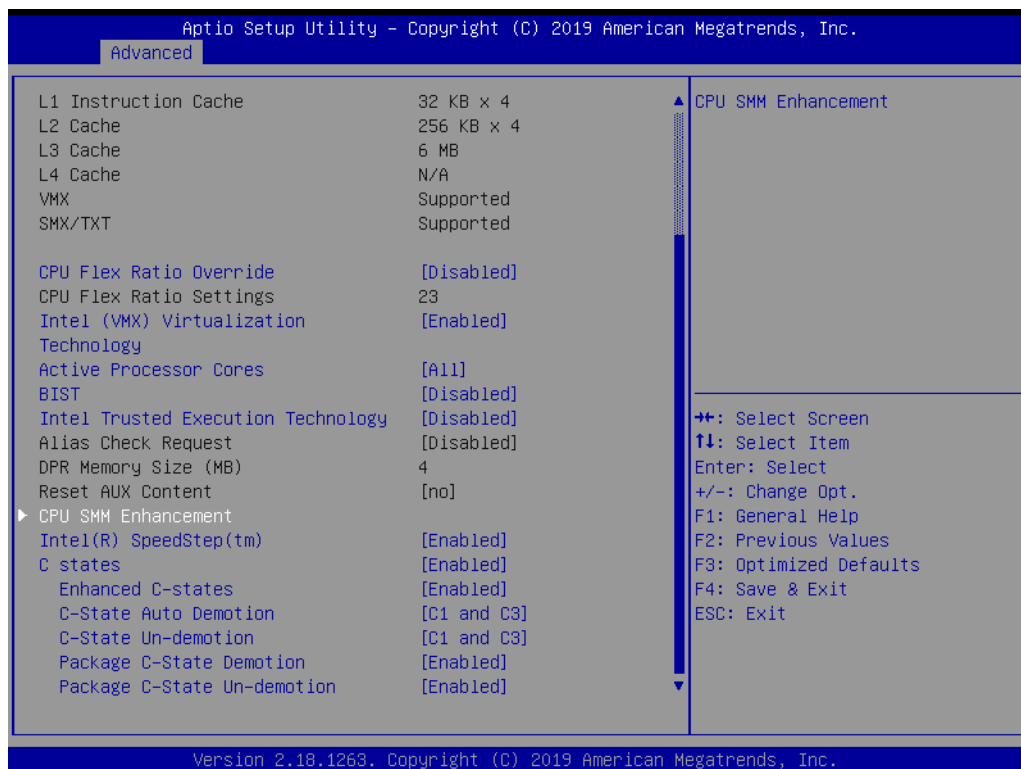 Aptio Setup Utility – Copyright (C) 2019 American Megatrends, Inc.
Advanced
L1 Instruction Cache 32 KB x 4
L2 Cache 256 KB x 4
L3 Cache 6 MB
L4 Cache N/A
VMX Supported
SMX/TXT Supported
CPU Flex Ratio Override [Disabled]
CPU Flex Ratio Settings 23
Intel (VMX) Virtualization [Enabled]
Technology
Active Processor Cores [All]
BIST [Disabled]
Intel Trusted Execution Technology [Disabled]
Alias Check Request [Disabled]
DPR Memory Size (MB) 4
Reset AUX Content [no]
CPU SMM Enhancement
Intel(R) SpeedStep(tm) [Enabled]
C states [Enabled]
Enhanced C-states [Enabled]
C-State Auto Demotion [C1 and C3]
C-State Un-demotion [C1 and C3]
Package C-State Demotion [Enabled]
Package C-State Un-demotion [Enabled]
CPU SMM Enhancement
→←: Select Screen
↑↓: Select Item
Enter: Select
+/-: Change Opt.
F1: General Help
F2: Previous Values
F3: Optimized Defaults
F4: Save & Exit
ESC: Exit
Version 2.18.1263. Copyright (C) 2019 American Megatrends, Inc.